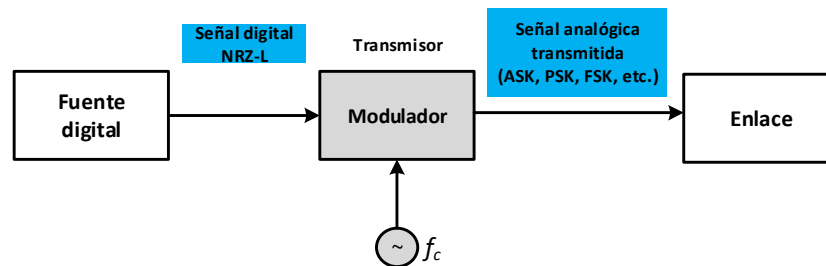 Señal digital
NRZ-L
Transmisor
Señal analógica
transmitida
(ASK, PSK, FSK, etc.)
Fuente
digital
Modulador
Enlace
~
fc